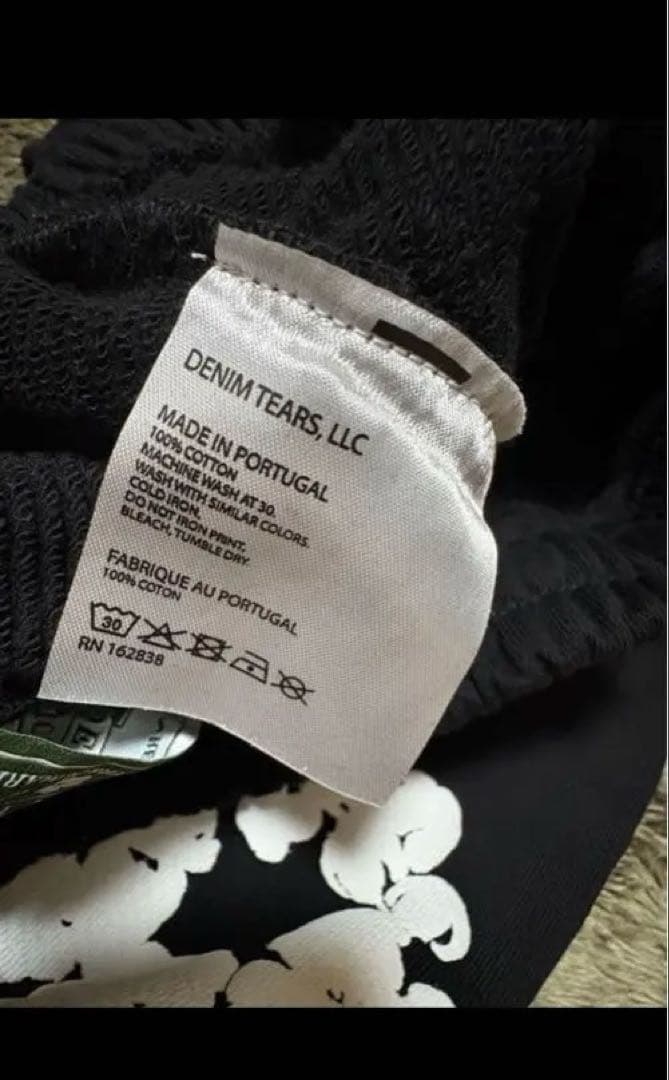 DENIM TEARS, LLC
MADE IN PORTUGAL
100% COTTON
MACHINE WASH AT 30.
WASH WITH SIMILAR COLORS.
COLD IRON.
DO NOT IRON PRINT.
BLEACH, TUMBLE DRY
FABRIQUE AU PORTUGAL
100% COTON
30
RN 162838